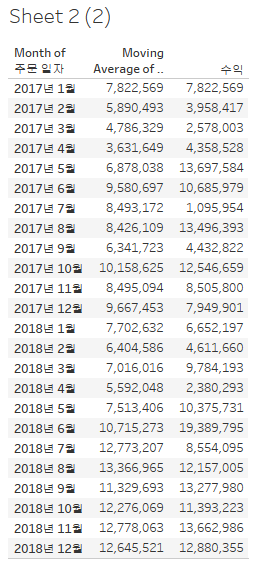 Sheet 2 (2)
Month of Moving
주문 일자 Average of .. 수익
2017년 1월 7,822,569 7,822,569
2017년 2월 5,890,493 3,958,417
2017년 3월 4,786,329 2,578,003
2017년 4월 3,631,649 4,358,528
2017년 5월 6,878,038 13,697,584
2017년 6월 9,580,697 10,685,979
2017년 7월 8,493,172 1,095,954
2017년 8월 8,426,109 13,496,393
2017년 9월 6,341,723 4,432,822
2017년 10월 10,158,625 12,546,659
2017년 11월 8,495,094 8,505,800
2017년 12월 9,667,453 7,949,901
2018년 1월 7,702,632 6,652,197
2018년 2월 6,404,586 4,611,660
2018년 3월 7,016,016 9,784,193
2018년 4월 5,592,048 2,380,293
2018년 5월 7,513,406 10,375,731
2018년 6월 10,715,273 19,389,795
2018년 7월 12,773,207 8,554,095
2018년 8월 13,366,965 12,157,005
2018년 9월 11,329,693 13,277,980
2018년 10월 12,276,069 11,393,223
2018년 11월 12,778,063 13,662,986
2018년 12월 12,645,521 12,880,355